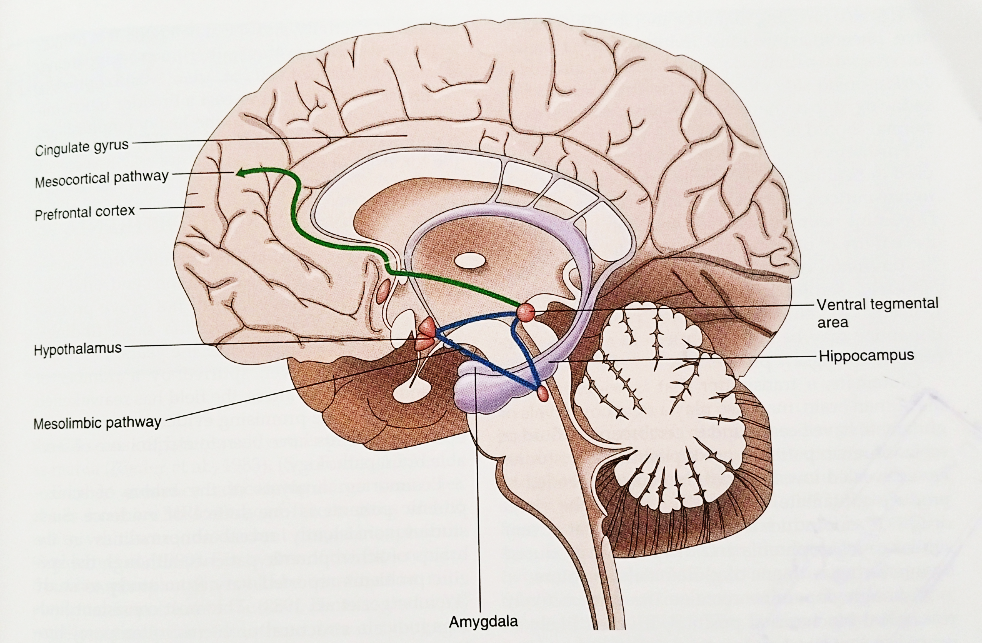 Cingulate gyrus
Mesocortical pathway
Prefrontal cortex
Ventral tegmental
area
Hypothalamus
Hippocampus
Mesolimbic pathway
Amygdala